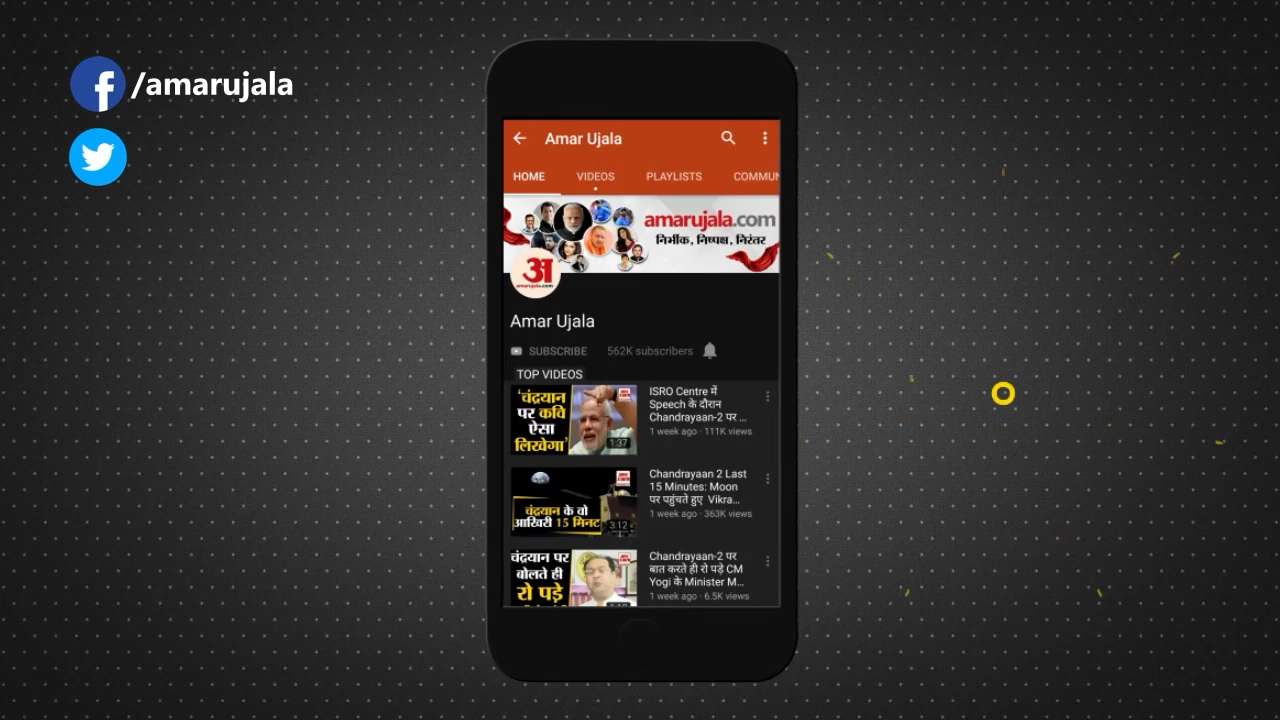 /amarujala
Amar Ujala
HOME VIDEOS PLAYLISTS COMMUN
amarujala.com
निर्भीक, निष्पक्ष, निरंतर
अ
amarujala.com
Amar Ujala
SUBSCRIBE 562K subscribers
TOP VIDEOS
'चंद्रयान
पर कवि
ऐसा
लिखेगा'
1:37
ISRO Centre में
Speech के दौरान
Chandrayaan-2 पर ...
1 week ago · 111K views
चंद्रयान के वो
आखिरी 15 मिनट
3:12
Chandrayaan 2 Last
15 Minutes: Moon
पर पहुंचते हुए Vikra...
1 week ago · 363K views
चंद्रयान पर
बोलते ही
रो पड़े
Chandrayaan-2 पर
बात करते ही रो पड़े CM
Yogi के Minister M...
1 week ago · 6.5K views